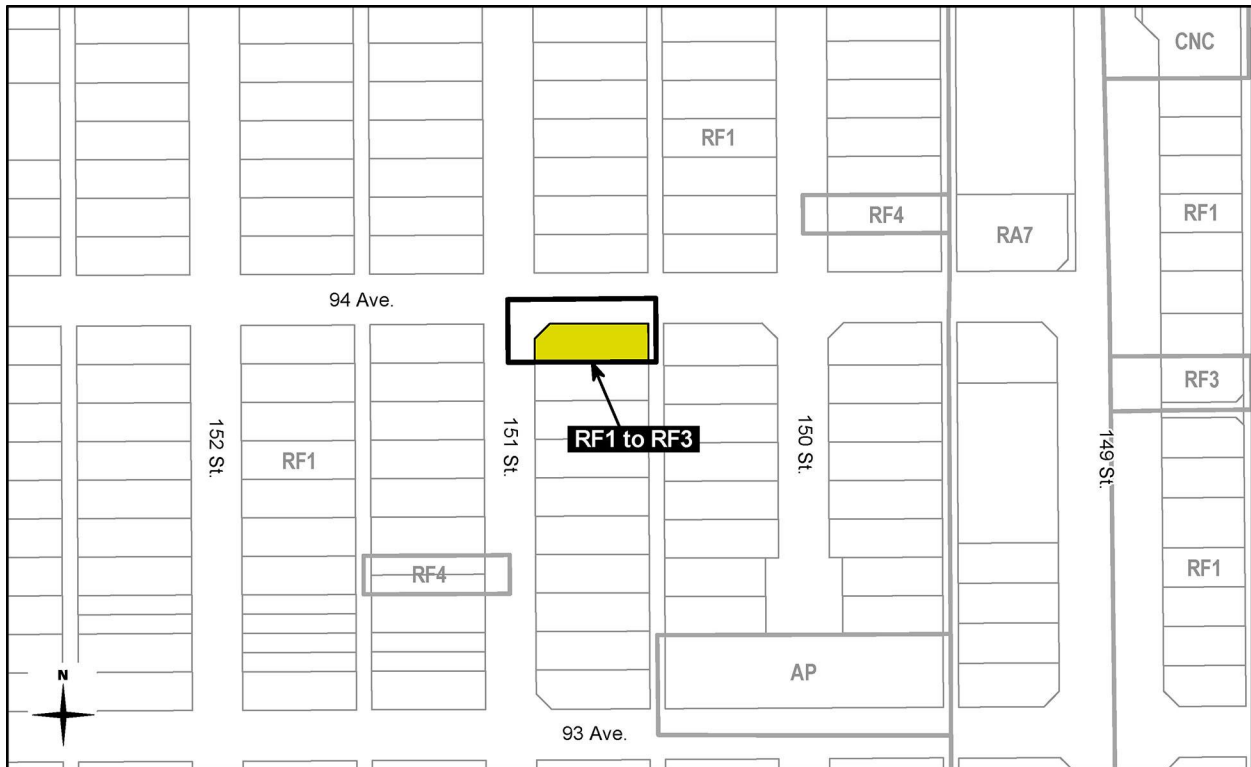 CNC
RF1
RF4
RF1
RA7
94 Ave.
RF3
RF1 to RF3
152 St.
151 St.
150 St.
149 St.
RF1
RF4
RF1
AP
N
93 Ave.